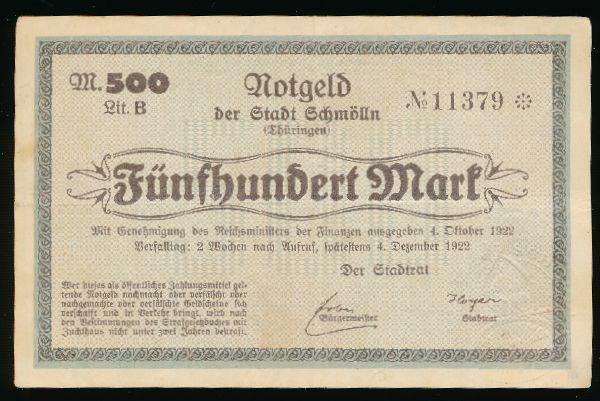 M. 500
Lit. B
Notgeld
der Stadt Schmölln
(Thüringen)
№ 11379 *
Fünfhundert Mark
Mit Genehmigung des Reichsministers der Finanzen ausgegeben 4. Oktober 1922
Verfalltag: 2 Wochen nach Aufruf, spätestens 4. Dezember 1922
Der Stadtrat
Wer dieses als öffentliches Zahlungsmittel gel-
tende Notgeld nachmacht oder verfälscht oder
nachgemachte oder verfälschte Geldscheine sich
verschafft und in Verkehr bringt, wird nach
den Bestimmungen des Strafgesetzbuches mit
Zuchthaus nicht unter zwei Jahren bestraft.
Bürgermeister
Stadtrat